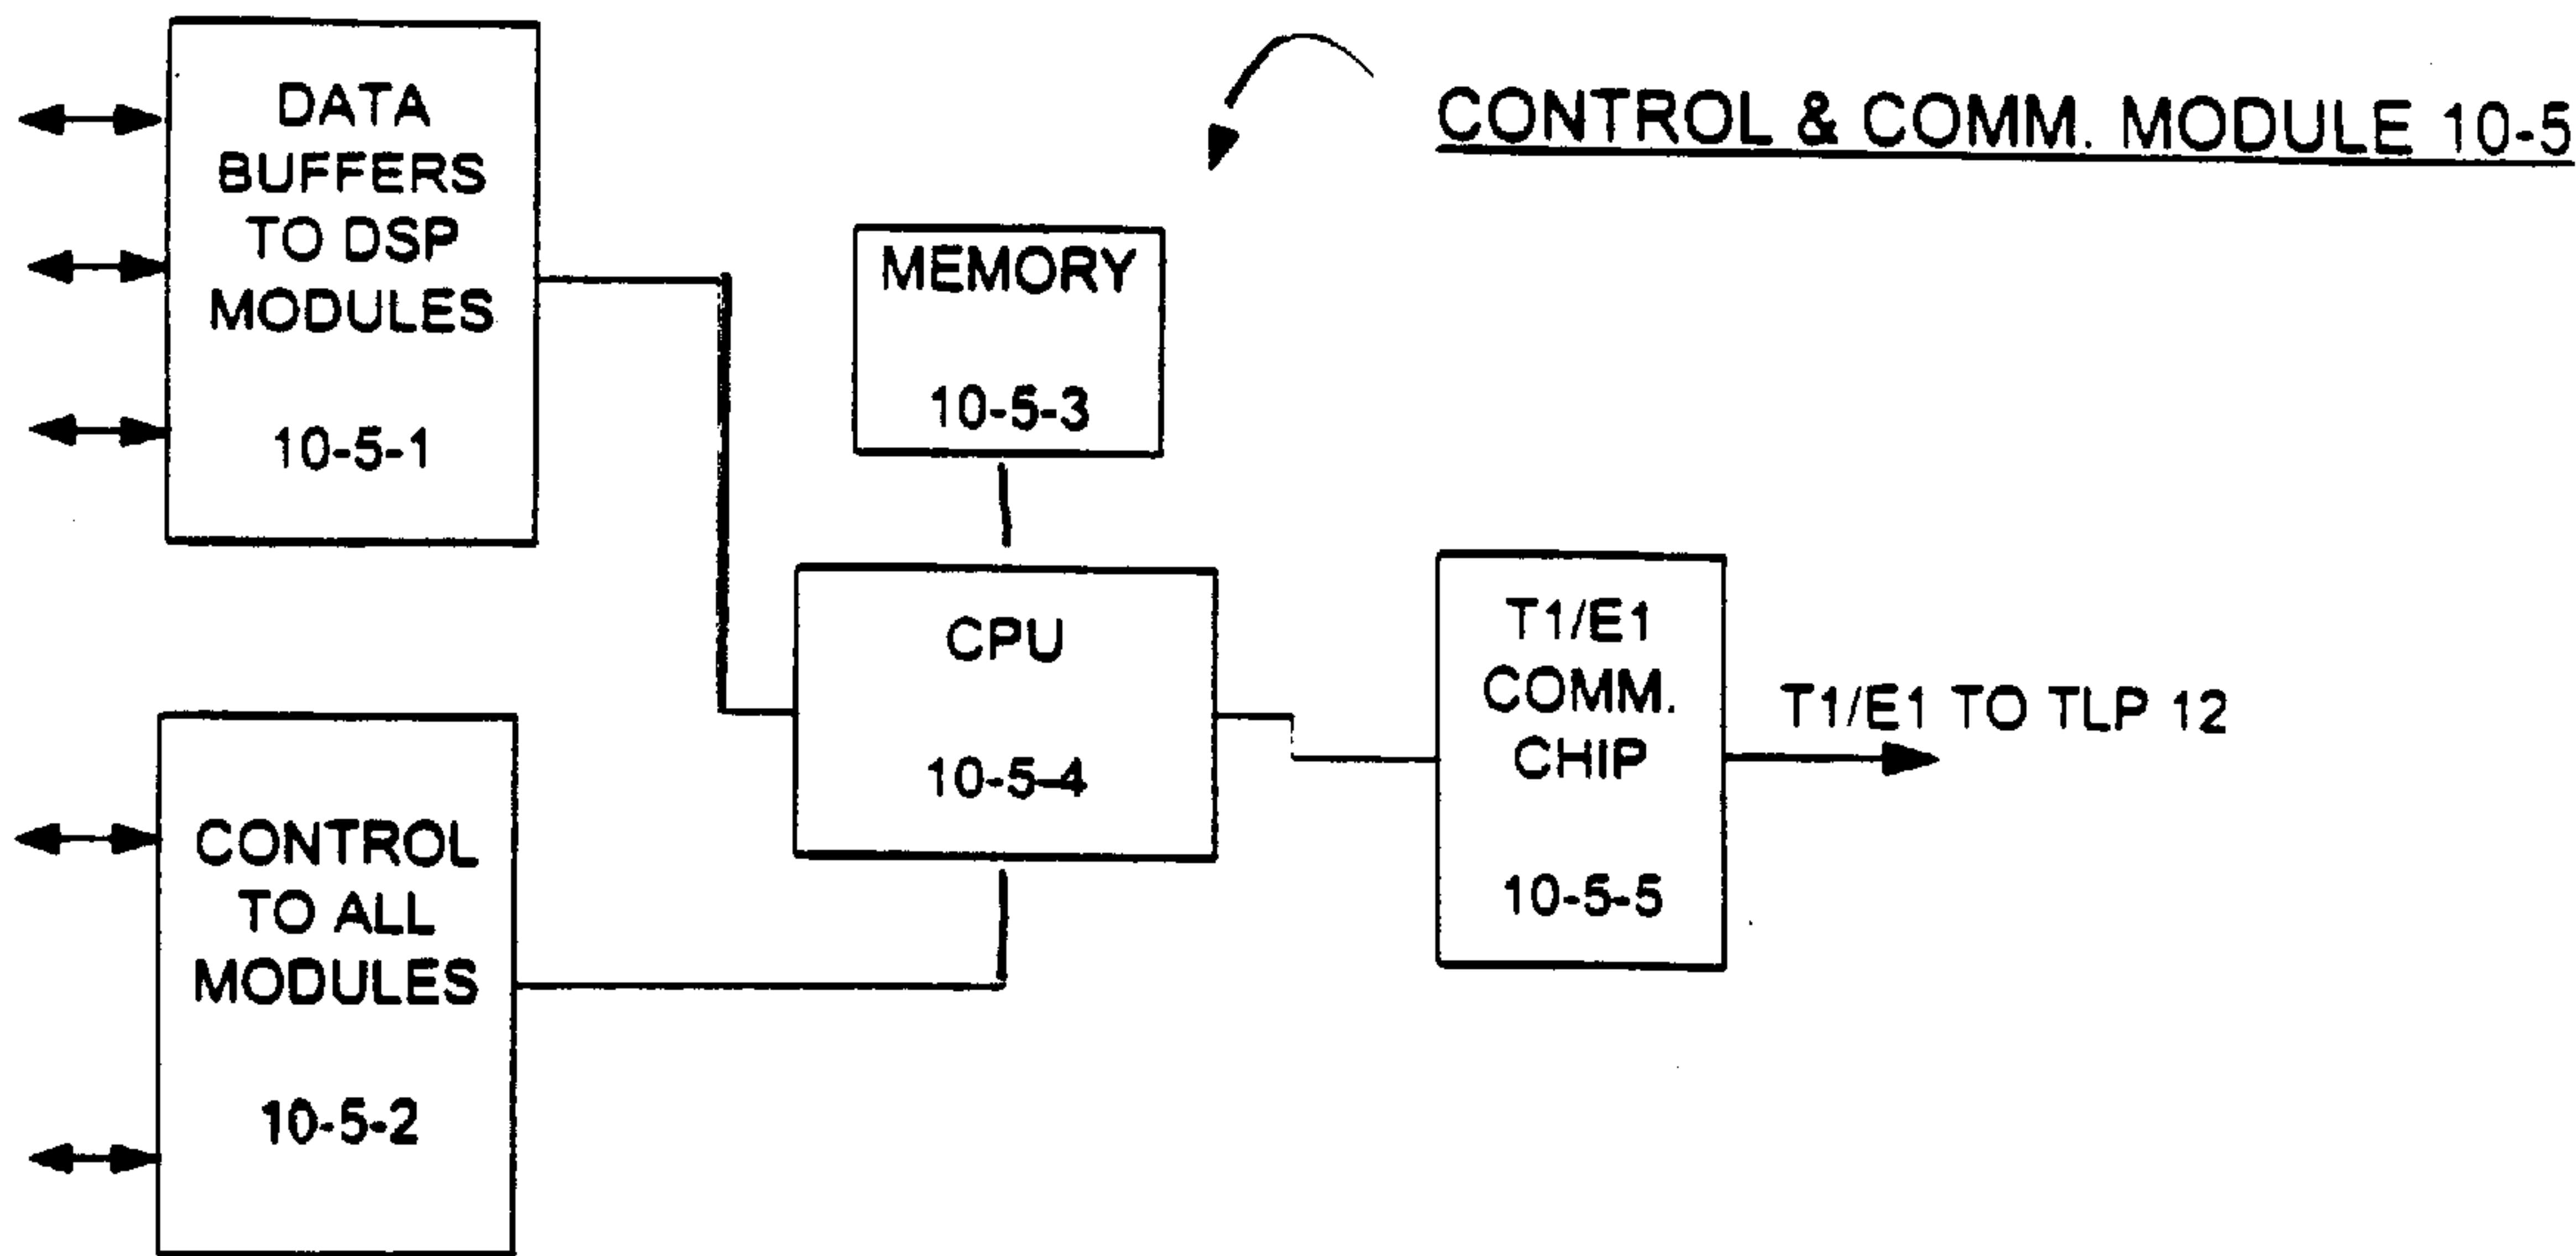 CONTROL & COMM. MODULE 10-5
DATA
BUFFERS
TO DSP
MODULES
10-5-1
MEMORY
10-5-3
CPU
10-5-4
T1/E1
COMM.
CHIP
10-5-5
T1/E1 TO TLP 12
CONTROL
TO ALL
MODULES
10-5-2